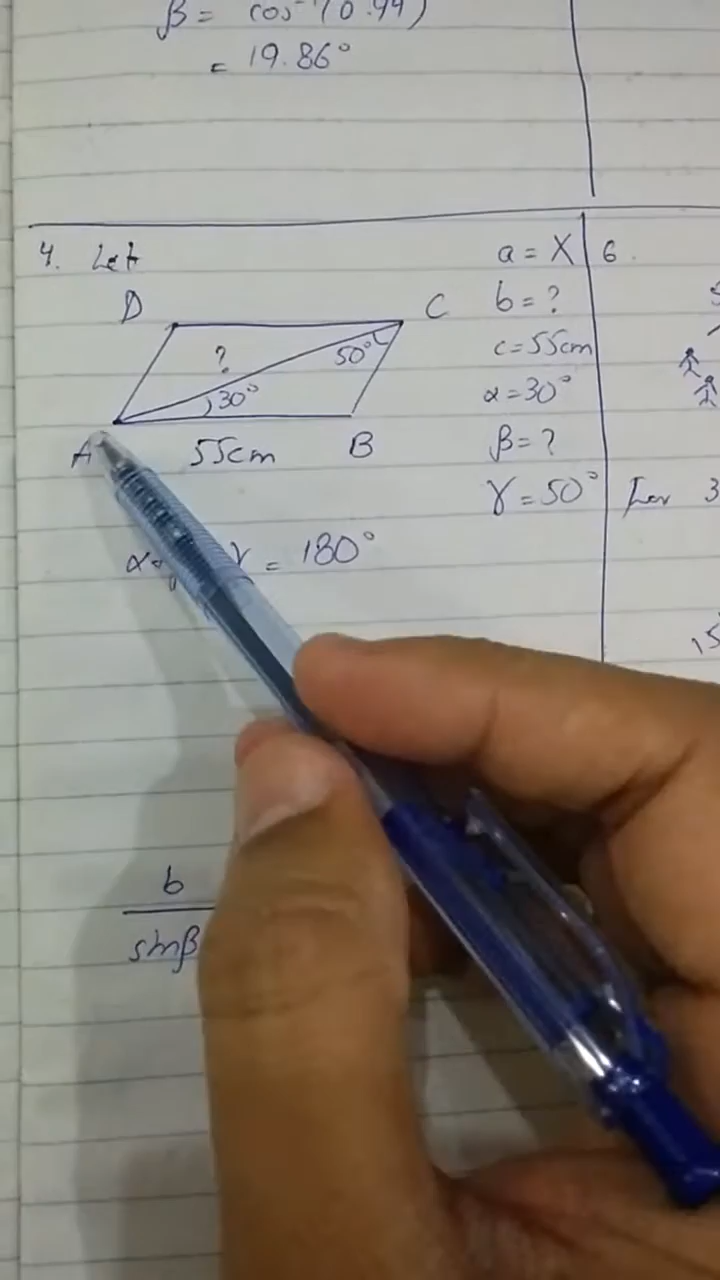 β = cos⁻¹(0.94)
= 19.86°
4. Let
D
C
?
50°
30°
A
55cm
B
a = X
b = ?
c = 55cm
α = 30°
β = ?
γ = 50°
6.
For 3
15
γ = 180°
b
sinβ